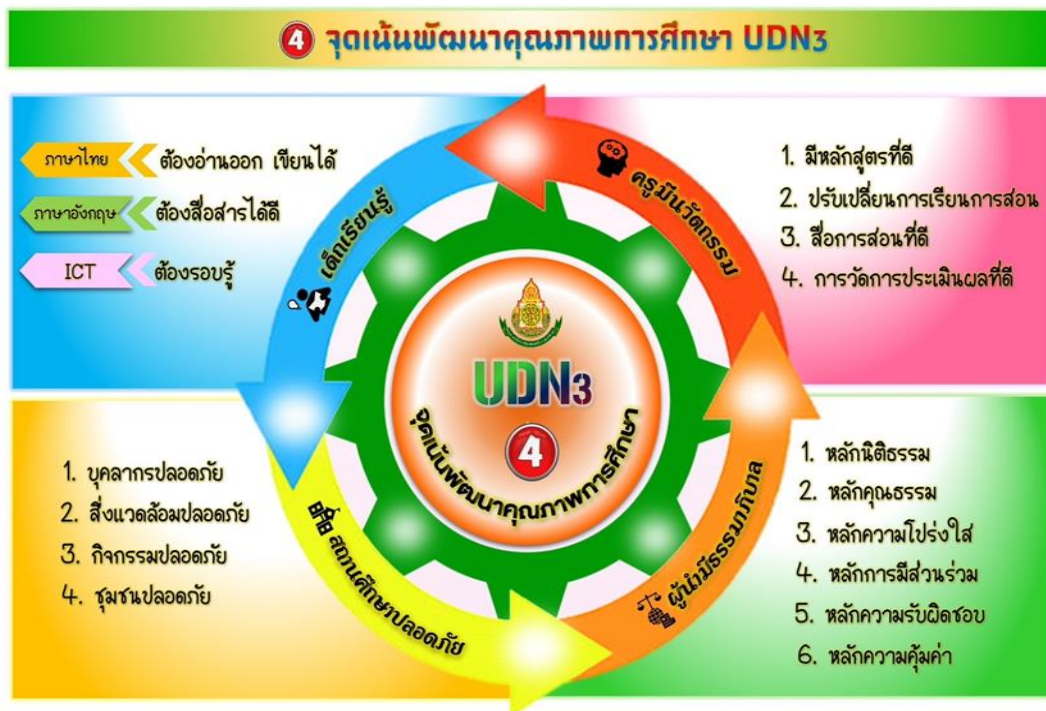 4 จุดเน้นพัฒนาคุณภาพการศึกษา UDN3
ภาษาไทย ต้องอ่านออก เขียนได้
ภาษาอังกฤษ ต้องสื่อสารได้ดี
ICT ต้องรอบรู้
เด็กเรียนรู้
ครูมีนวัตกรรม
1. มีหลักสูตรที่ดี
2. ปรับเปลี่ยนการเรียนการสอน
3. สื่อการสอนที่ดี
4. การวัดการประเมินผลที่ดี
UDN3
4
จุดเน้นพัฒนาคุณภาพการศึกษา
1. บุคลากรปลอดภัย
2. สิ่งแวดล้อมปลอดภัย
3. กิจกรรมปลอดภัย
4. ชุมชนปลอดภัย
สถานศึกษาปลอดภัย
ผู้นำมีธรรมาภิบาล
1. หลักนิติธรรม
2. หลักคุณธรรม
3. หลักความโปร่งใส่
4. หลักการมีส่วนร่วม
5. หลักความรับผิดชอบ
6. หลักความคุ้มค่า